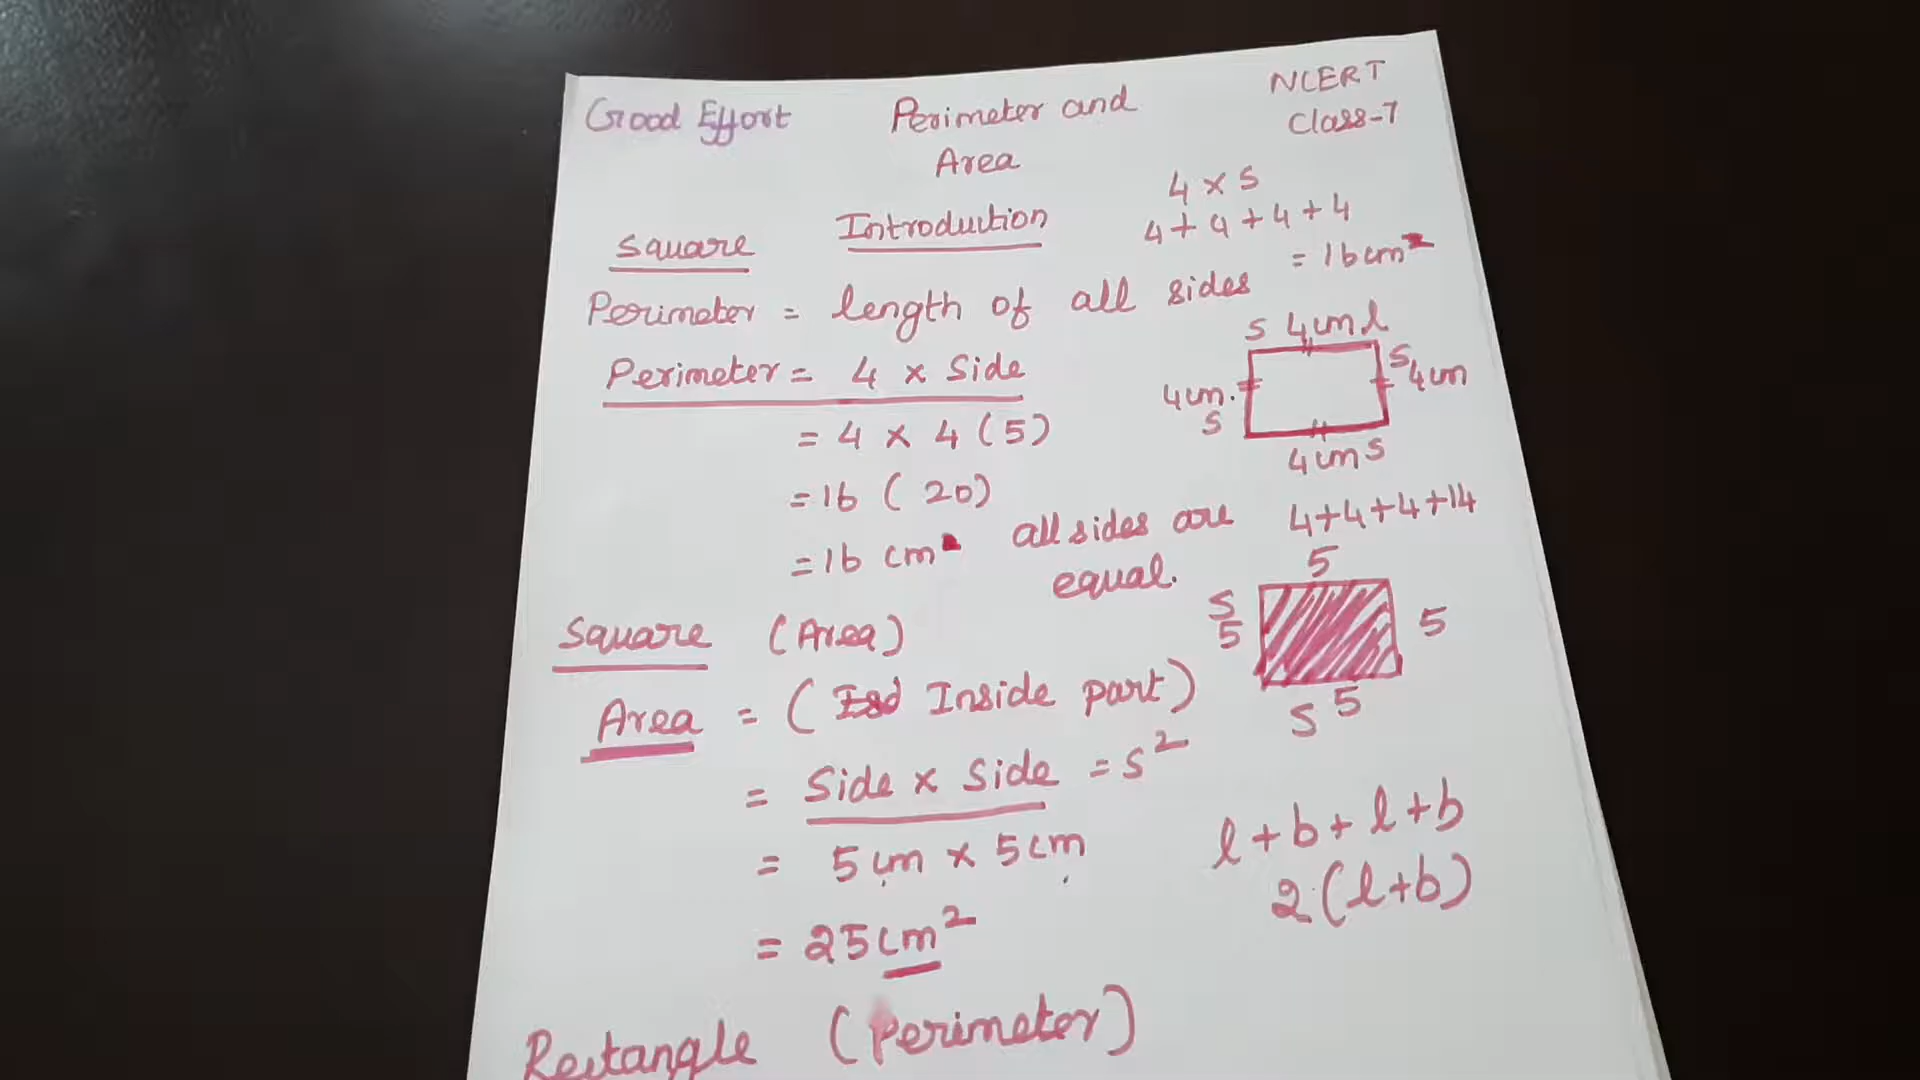 Good Effort
Perimeter and
Area
NCERT
Class-7
Introduction
4 × s
4+4+4+4
= 16cm
Square
Perimeter = length of all sides
Perimeter = 4 × Side
= 4 × 4 (5)
= 16 (20)
= 16 cm
s 4cm l
s 4cm
4cm.
s
4cm s
all sides are
equal.
4+4+4+14
Square (Area)
5
s
5
5
s 5
Area = ( Inside part)
= Side × Side = s²
= 5cm × 5cm
= 25cm²
l+b+l+b
2(l+b)
Rectangle (Perimeter)